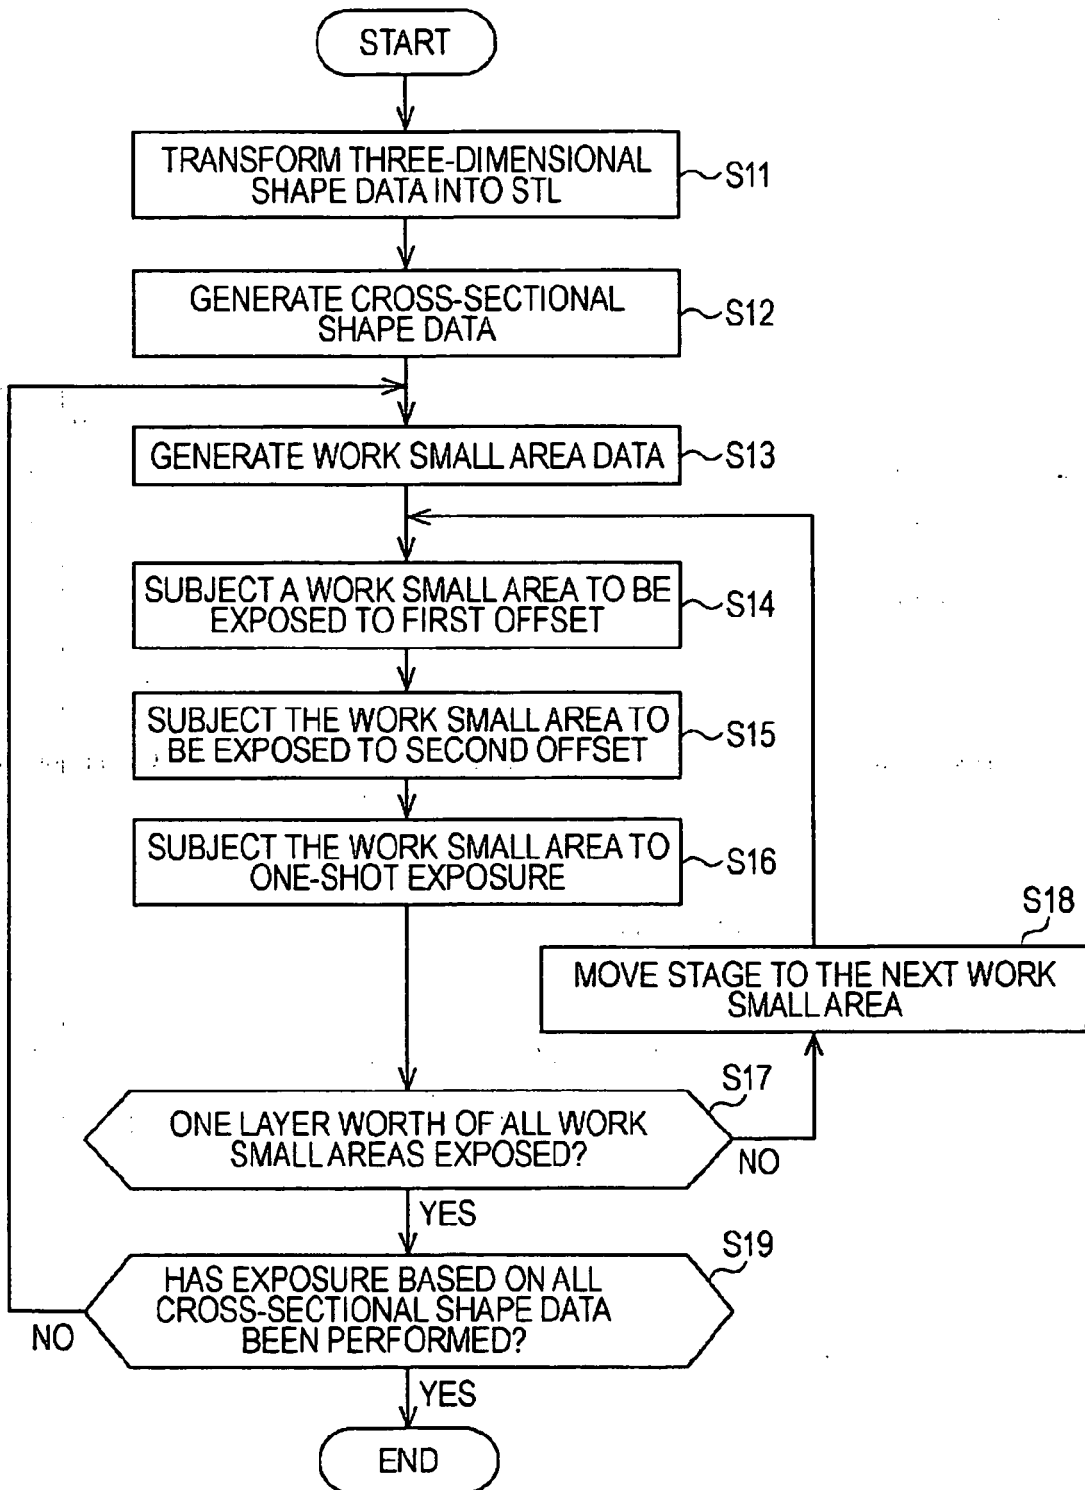 START
TRANSFORM THREE-DIMENSIONAL
SHAPE DATA INTO STL
S11
GENERATE CROSS-SECTIONAL
SHAPE DATA
S12
GENERATE WORK SMALL AREA DATA
S13
SUBJECT A WORK SMALL AREA TO BE
EXPOSED TO FIRST OFFSET
S14
SUBJECT THE WORK SMALL AREA TO
BE EXPOSED TO SECOND OFFSET
S15
SUBJECT THE WORK SMALL AREA TO
ONE-SHOT EXPOSURE
S16
S18
MOVE STAGE TO THE NEXT WORK
SMALL AREA
S17
ONE LAYER WORTH OF ALL WORK
SMALL AREAS EXPOSED?
NO
YES
S19
HAS EXPOSURE BASED ON ALL
CROSS-SECTIONAL SHAPE DATA
BEEN PERFORMED?
NO
YES
END